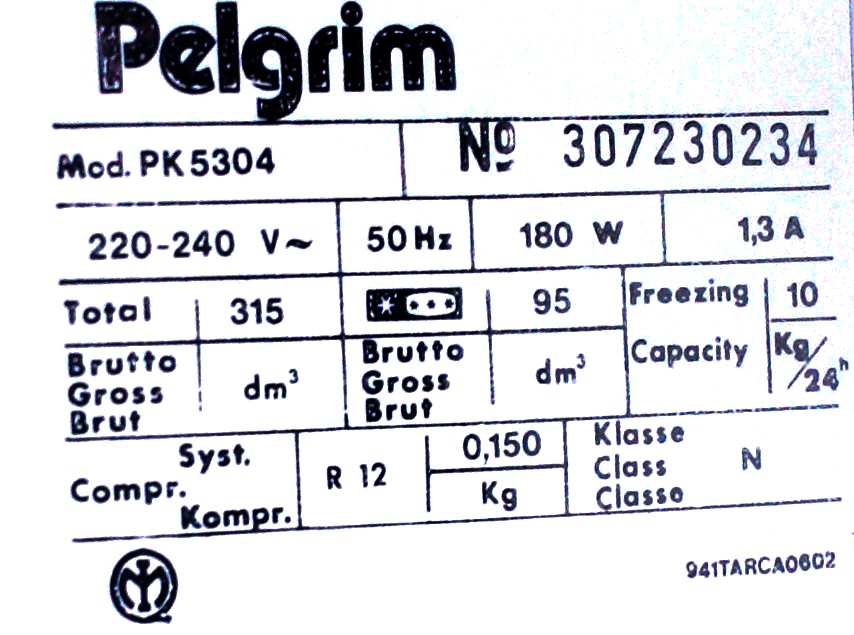 Pelgrim
Mod. PK 5304 Nº 307230234
220-240 V~ 50 Hz 180 W 1,3 A
Total 315 95 Freezing 10
Brutto Gross Brut dm³ Brutto Gross Brut dm³ Capacity Kg/24h
Syst.
Compr. R 12 0,150 Kg Klasse Class Classe N
Kompr.
941TARCA0602